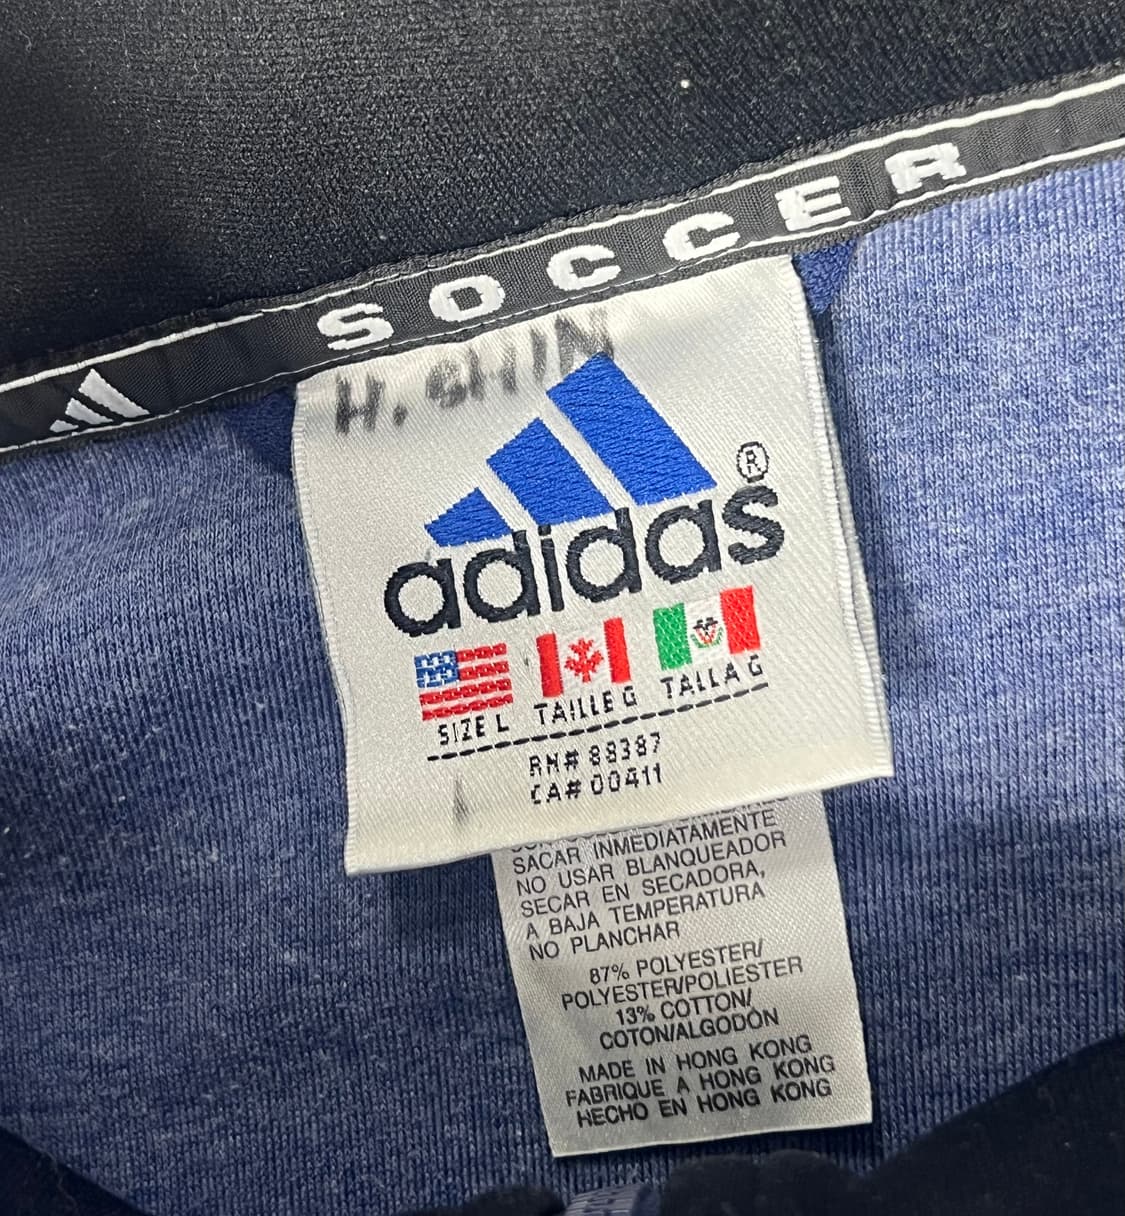 SOCCER
H. SHIN
adidas®
SIZE L TAILLE G TALLA G
RN# 88387
CA# 00411
SACAR INMEDIATAMENTE
NO USAR BLANQUEADOR
SECAR EN SECADORA,
A BAJA TEMPERATURA
NO PLANCHAR
87% POLYESTER/
POLYESTER/POLIESTER
13% COTTON/
COTON/ALGODÓN
MADE IN HONG KONG
FABRIQUE A HONG KONG
HECHO EN HONG KONG